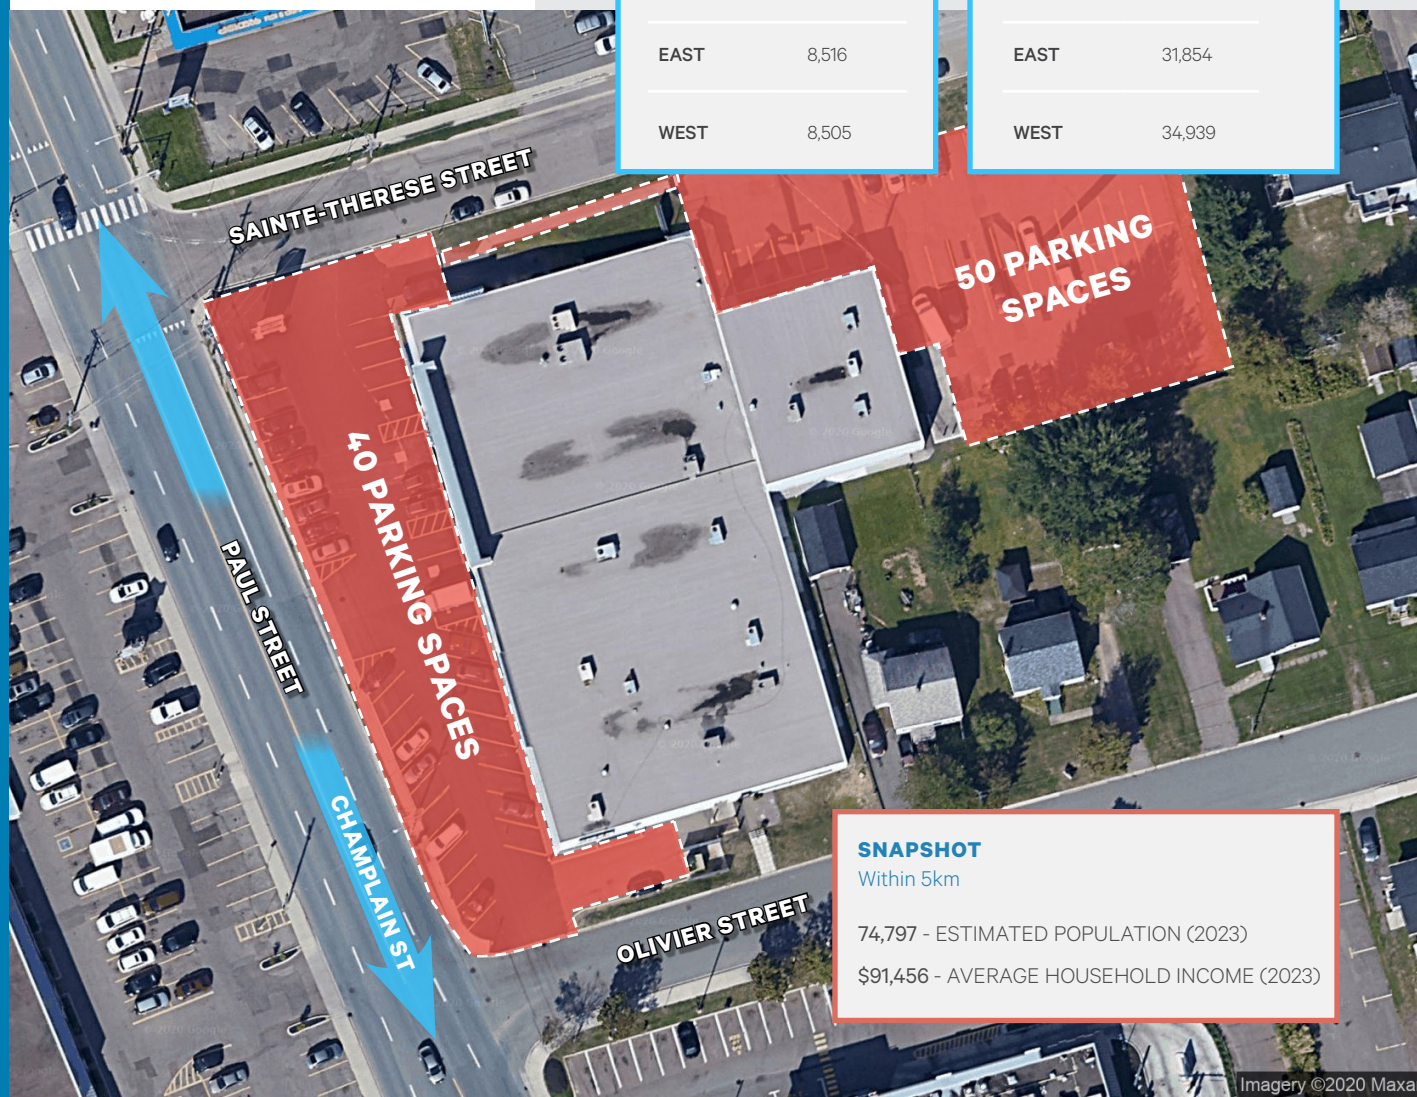 EAST 8,516
WEST 8,505
EAST 31,854
WEST 34,939
SAINTE-THERESE STREET
50 PARKING
SPACES
40 PARKING SPACES
PAUL STREET
CHAMPLAIN ST
OLIVIER STREET
SNAPSHOT
Within 5km
74,797 - ESTIMATED POPULATION (2023)
$91,456 - AVERAGE HOUSEHOLD INCOME (2023)
© 2020 Google
Imagery ©2020 Maxa